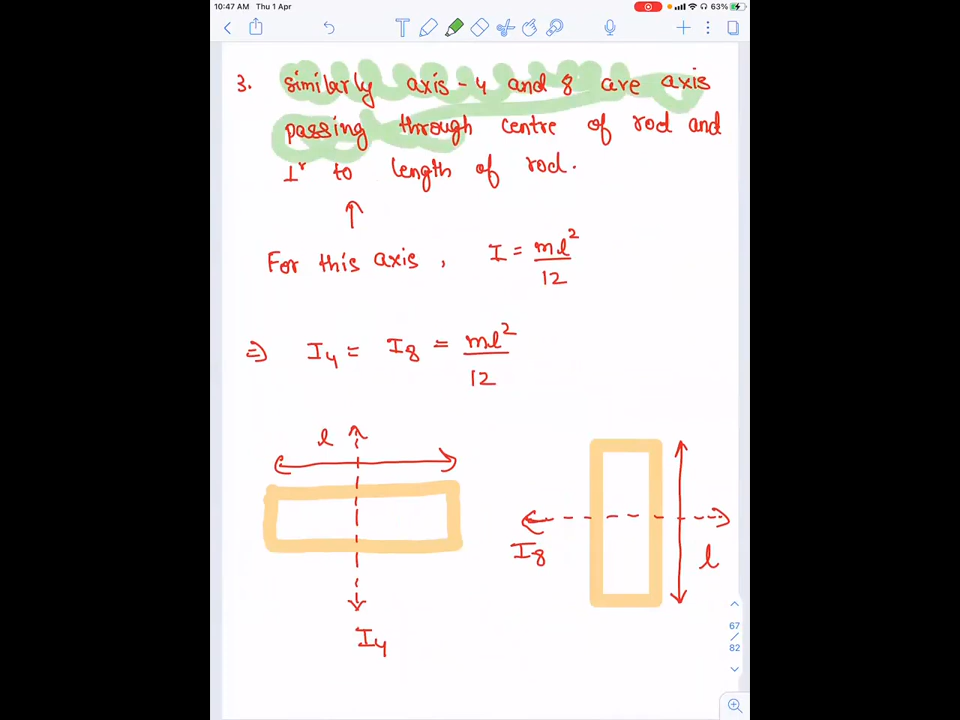 10:47 AM Thu 1 Apr
63%
3. similarly axis - 4 and 8 are axis
passing through centre of rod and
⊥r to length of rod.
↑
For this axis, I = ml²/12
⇒ I₄ = I₈ = ml²/12
l
I₈
l
I₄
67
/
82